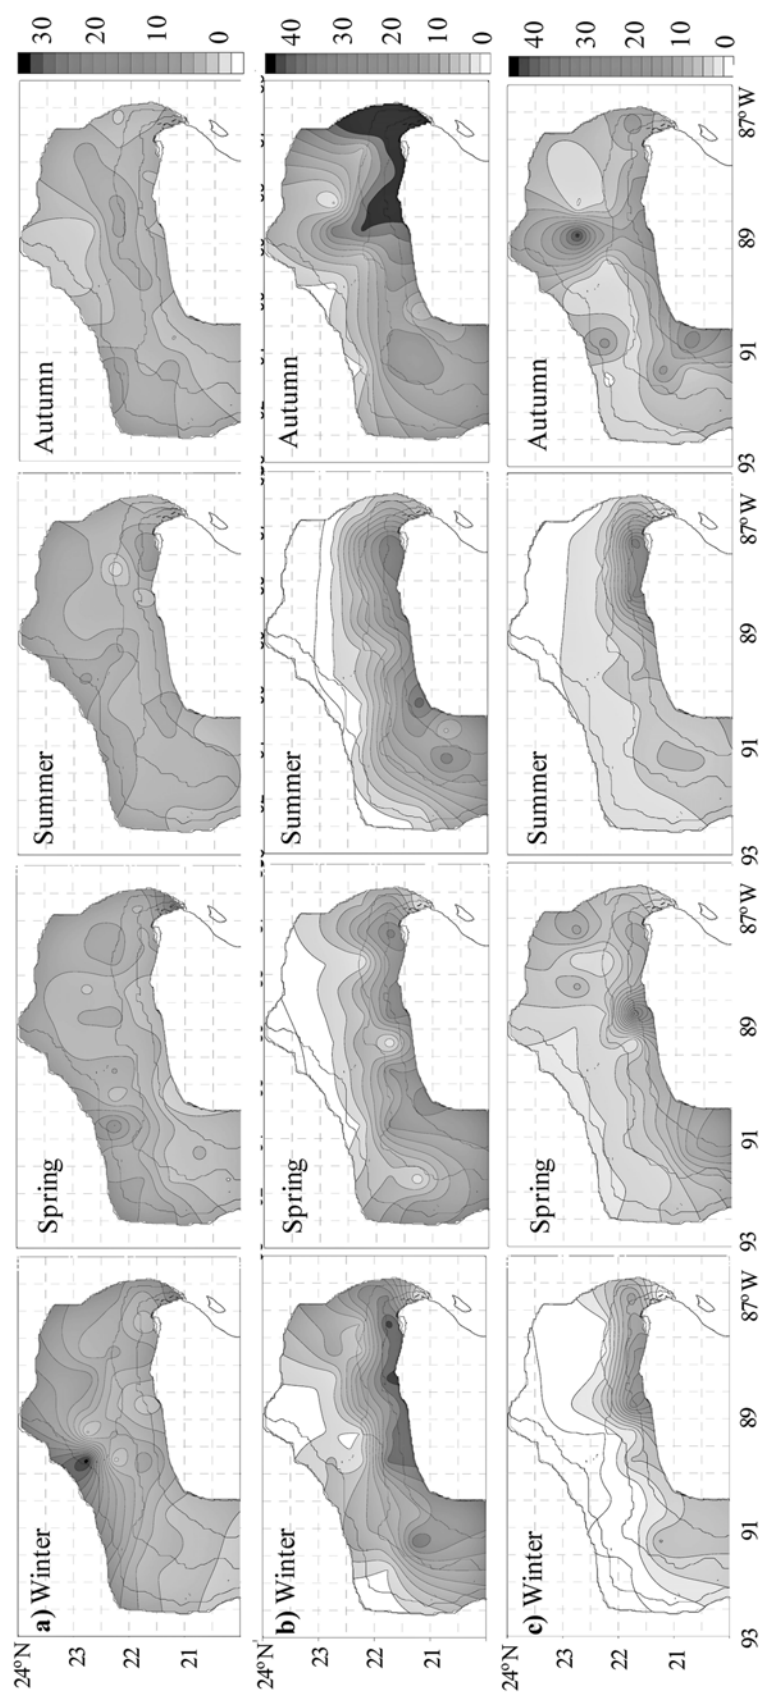 a) Winter
Spring
Summer
Autumn
24°N
23
22
21
30
20
10
0
b) Winter
Spring
Summer
Autumn
24°N
23
22
21
40
30
20
10
0
c) Winter
Spring
Summer
Autumn
24°N
23
22
21
40
30
20
10
0
93 91 89 87°W
93 91 89 87°W
93 91 89 87°W
93 91 89 87°W